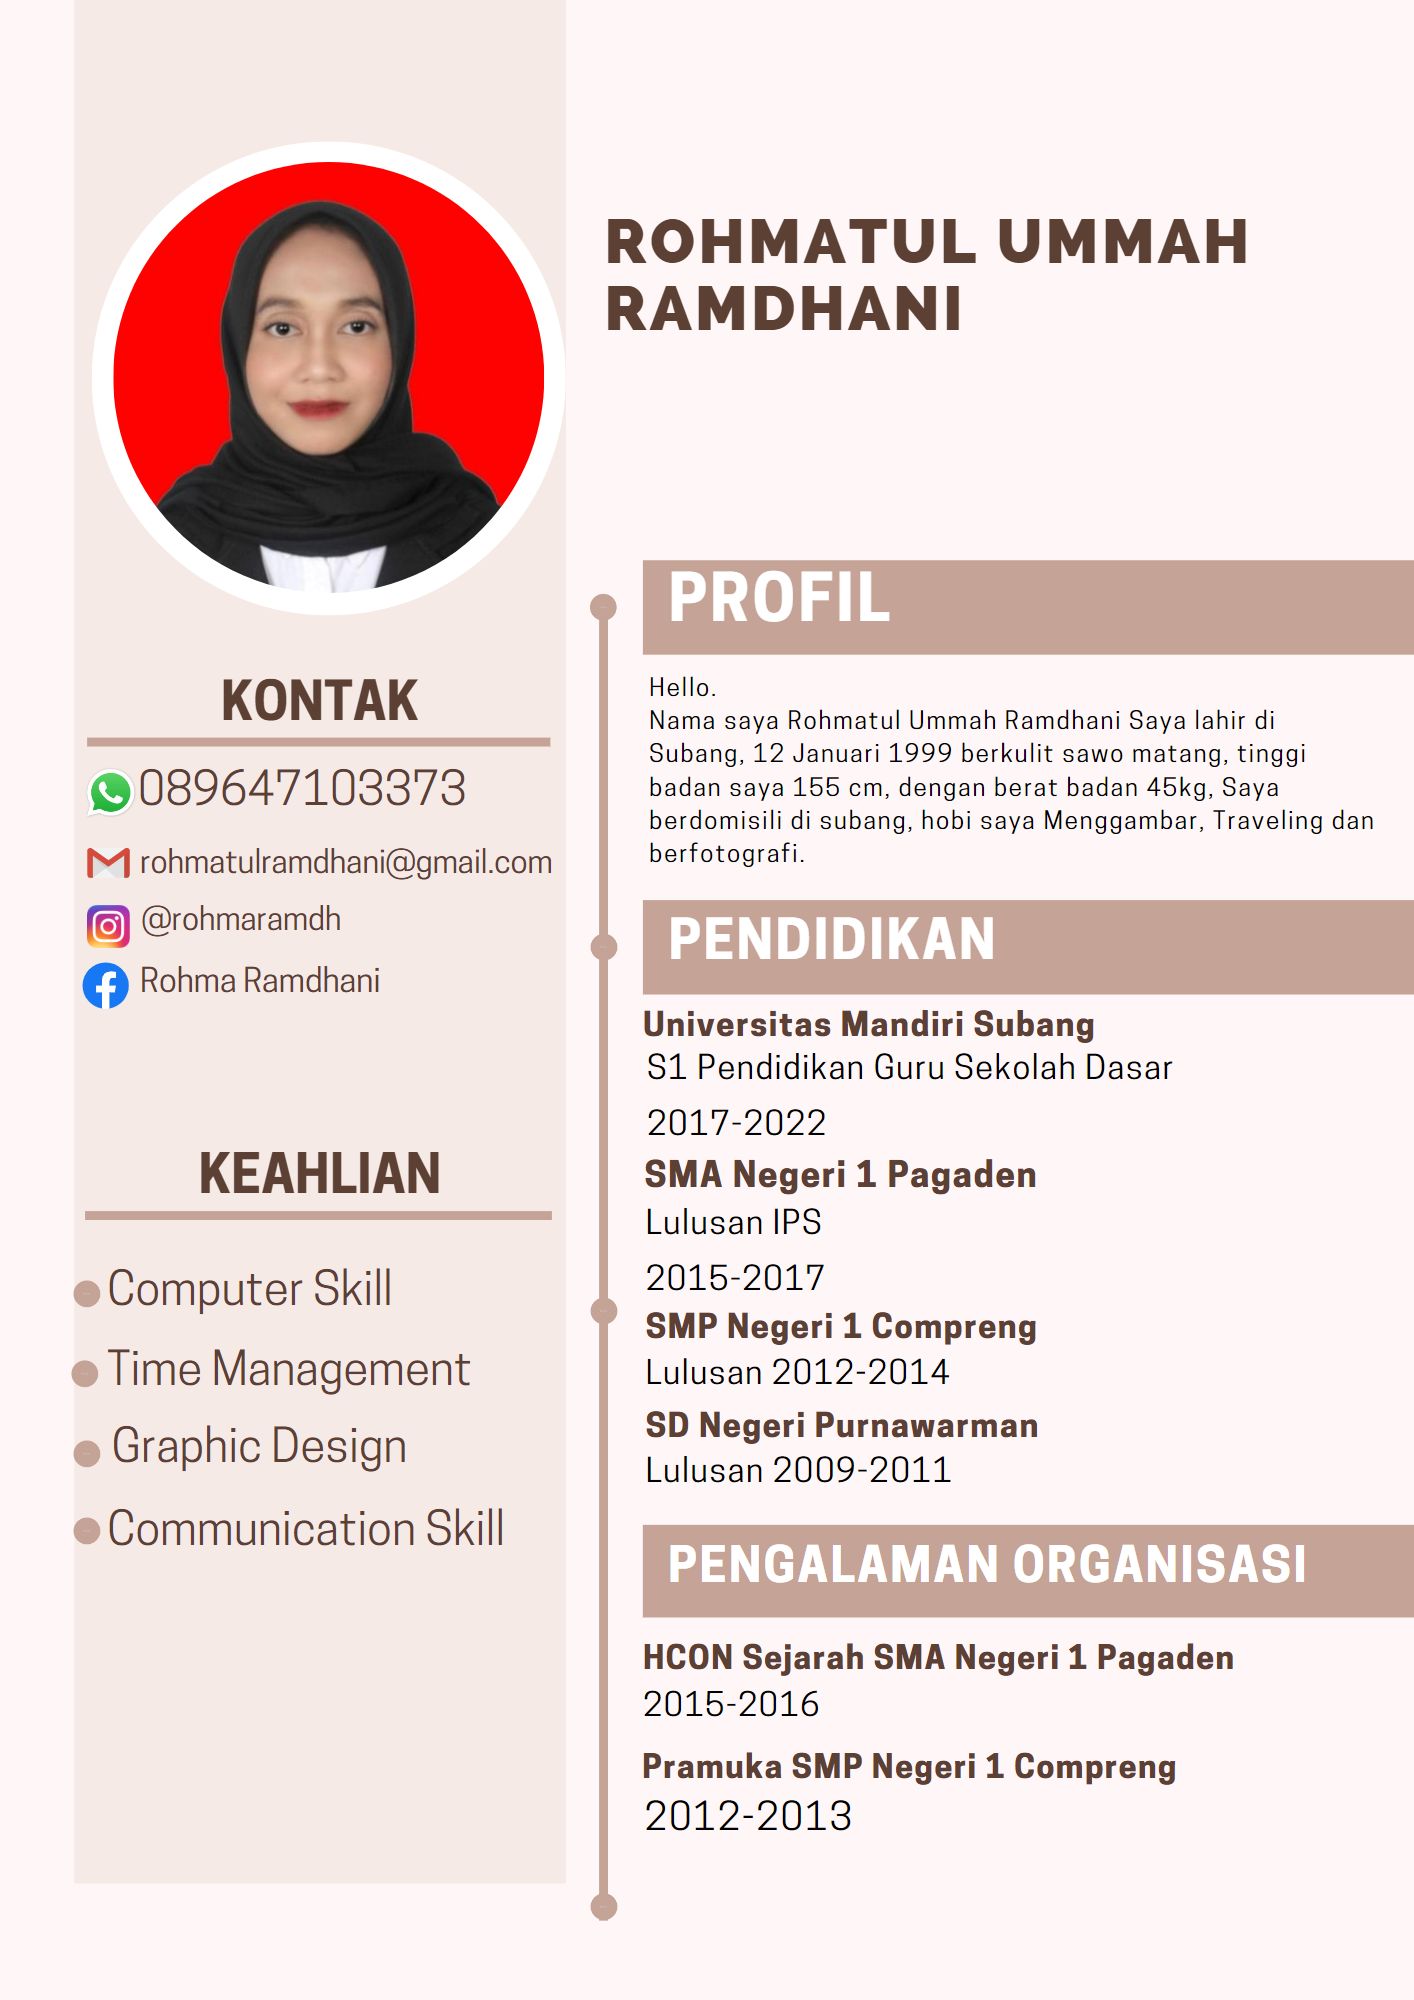 ROHMATUL UMMAH
RAMDHANI
KONTAK
089647103373
rohmatulramdhani@gmail.com
@rohmaramdh
Rohma Ramdhani
KEAHLIAN
Computer Skill
Time Management
Graphic Design
Communication Skill
PROFIL
Hello.
Nama saya Rohmatul Ummah Ramdhani Saya lahir di
Subang, 12 Januari 1999 berkulit sawo matang, tinggi
badan saya 155 cm, dengan berat badan 45kg, Saya
berdomisili di subang, hobi saya Menggambar, Traveling dan
berfotografi.
PENDIDIKAN
Universitas Mandiri Subang
S1 Pendidikan Guru Sekolah Dasar
2017-2022
SMA Negeri 1 Pagaden
Lulusan IPS
2015-2017
SMP Negeri 1 Compreng
Lulusan 2012-2014
SD Negeri Purnawarman
Lulusan 2009-2011
PENGALAMAN ORGANISASI
HCON Sejarah SMA Negeri 1 Pagaden
2015-2016
Pramuka SMP Negeri 1 Compreng
2012-2013